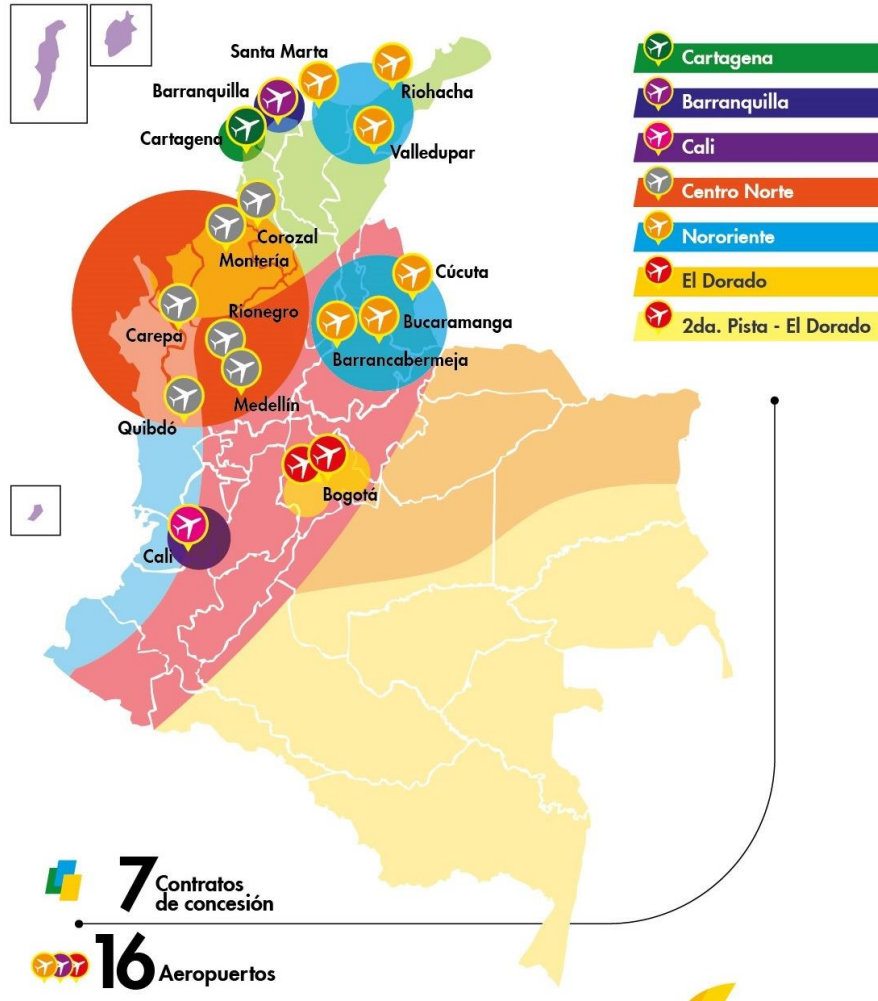 Santa Marta
Barranquilla
Riohacha
Cartagena
Valledupar
Corozal
Montería
Cúcuta
Rionegro
Carepa
Bucaramanga
Barrancabermeja
Medellín
Quibdó
Bogotá
Cali
Cartagena
Barranquilla
Cali
Centro Norte
Nororiente
El Dorado
2da. Pista - El Dorado
7 Contratos
de concesión
16 Aeropuertos